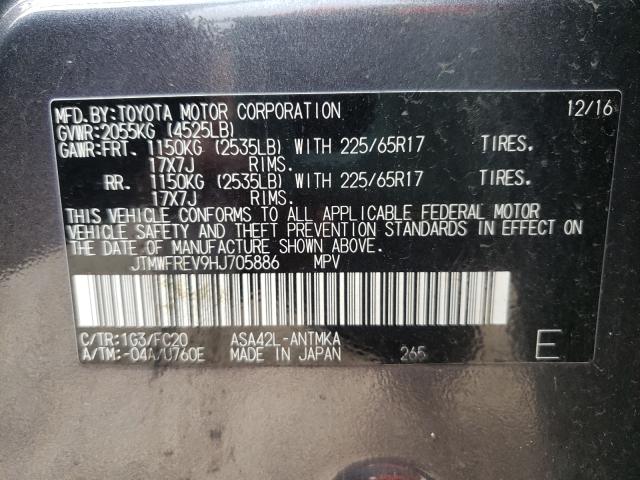 MFD.BY:TOYOTA MOTOR CORPORATION 12/16
GVWR:2055KG (4525LB)
GAWR:FRT. 1150KG (2535LB) WITH 225/65R17 TIRES.
17X7J RIMS.
RR. 1150KG (2535LB) WITH 225/65R17 TIRES.
17X7J RIMS.
THIS VEHICLE CONFORMS TO ALL APPLICABLE FEDERAL MOTOR
VEHICLE SAFETY AND THEFT PREVENTION STANDARDS IN EFFECT ON
THE DATE OF MANUFACTURE SHOWN ABOVE.
JTMWFREV9HJ705886 MPV
C/TR:1G3/FC20 ASA42L-ANTMKA
A/TM:-04A/U760E MADE IN JAPAN 265 E